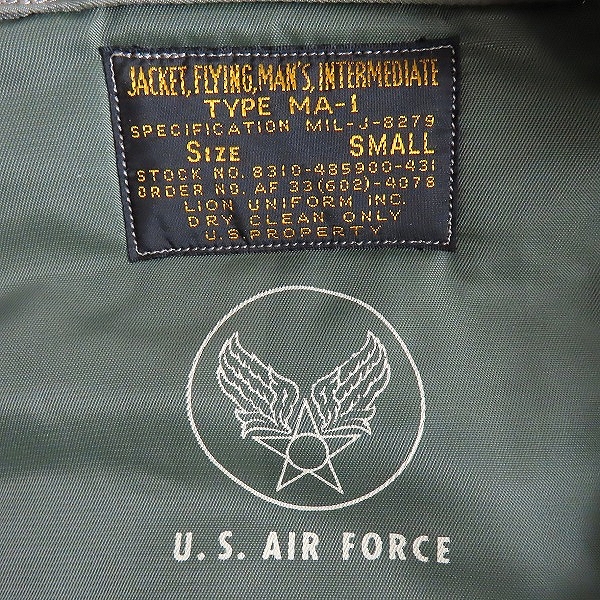 JACKET, FLYING, MAN'S, INTERMEDIATE
TYPE MA-1
SPECIFICATION MIL-J-8279
SIZE SMALL
STOCK NO. 8310-485900-431
ORDER NO. AF 33(602)-4078
LION UNIFORM INC.
DRY CLEAN ONLY
U.S. PROPERTY
U.S. AIR FORCE